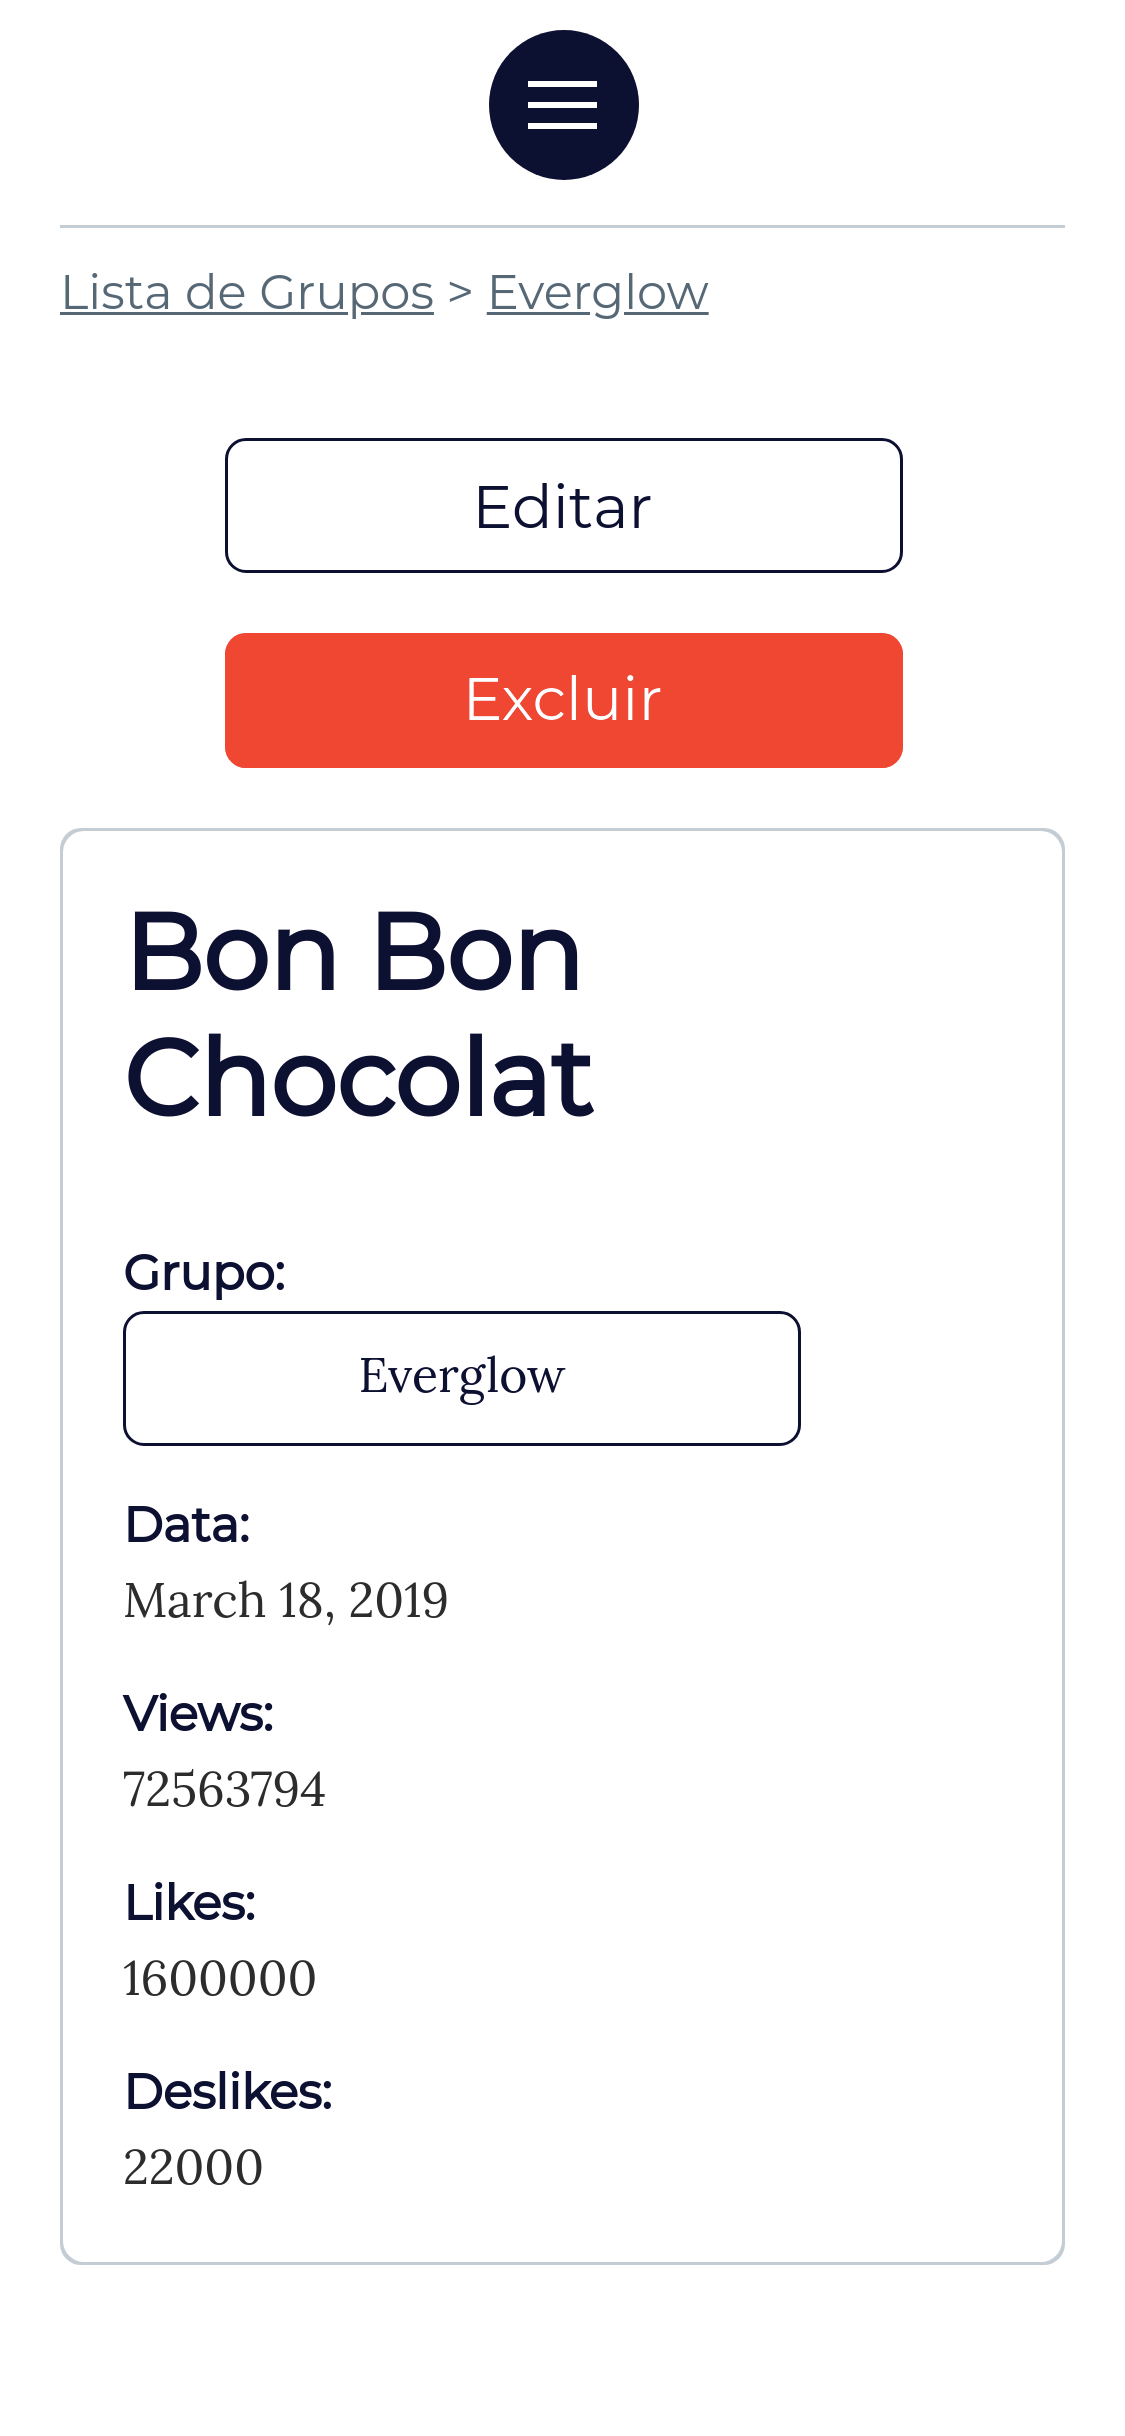 Lista de Grupos > Everglow
Editar
Excluir
Bon Bon
Chocolat
Grupo:
Everglow
Data:
March 18, 2019
Views:
72563794
Likes:
1600000
Deslikes:
22000